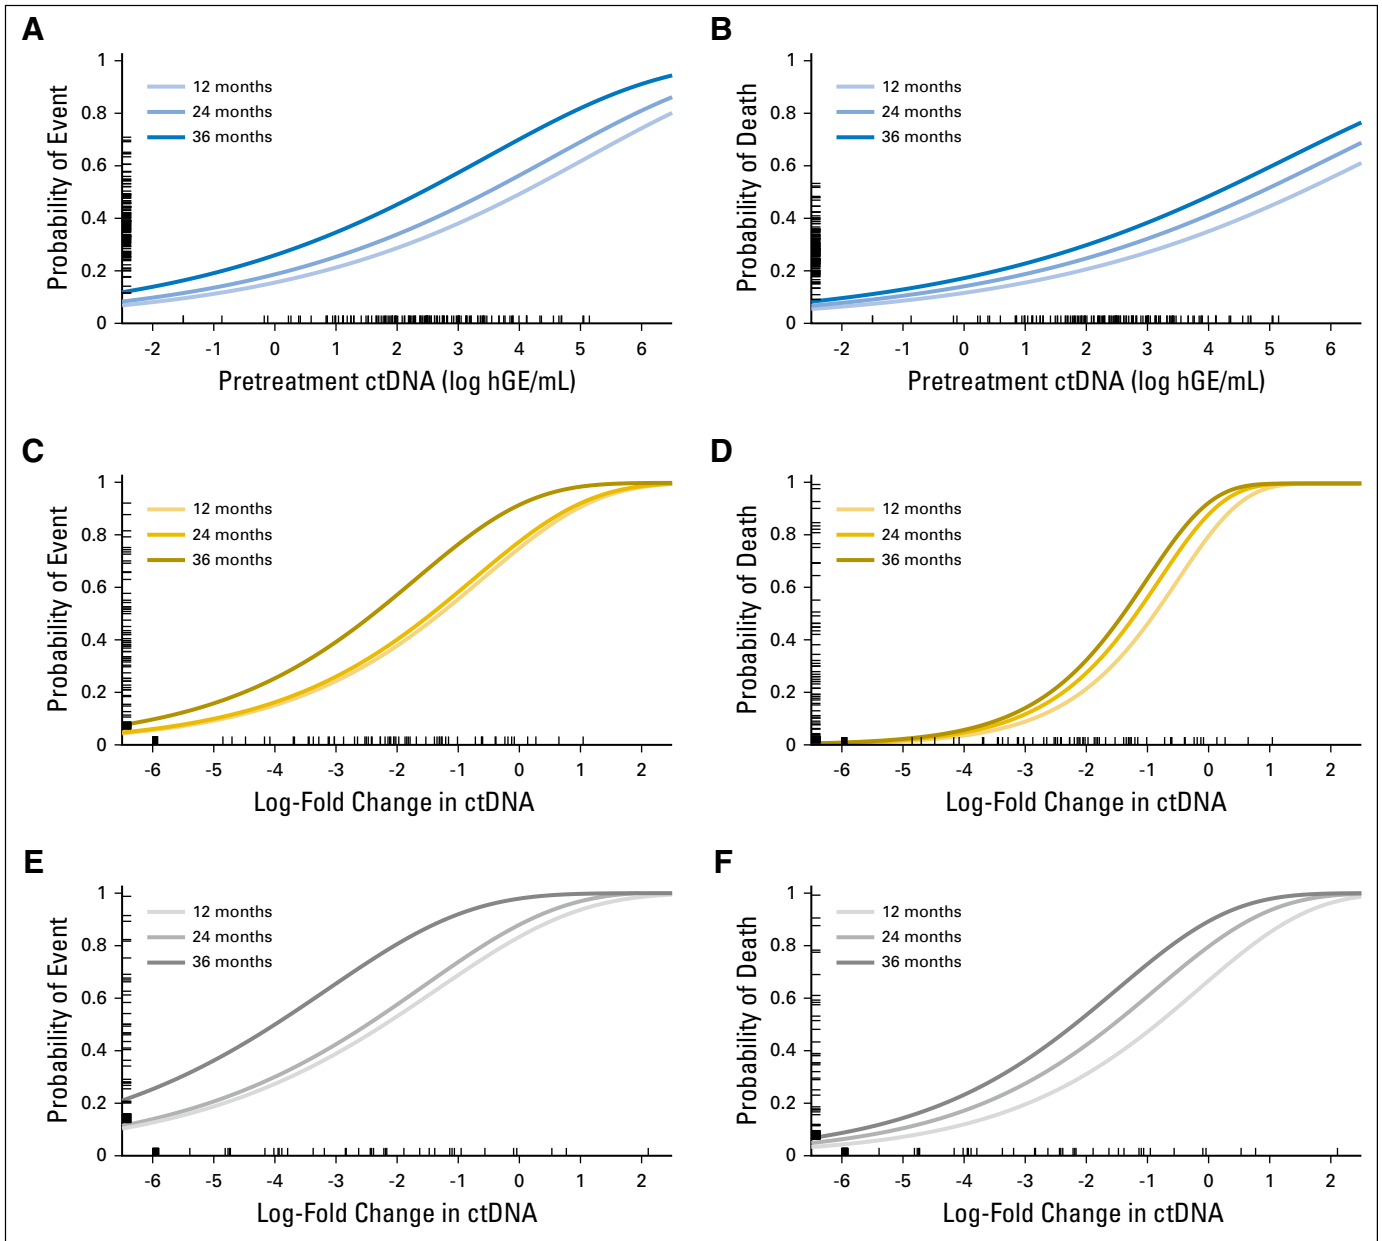 A
Probability of Event
1
0.8
0.6
0.4
0.2
0
12 months
24 months
36 months
-2 -1 0 1 2 3 4 5 6
Pretreatment ctDNA (log hGE/mL)
B
Probability of Death
1
0.8
0.6
0.4
0.2
0
12 months
24 months
36 months
-2 -1 0 1 2 3 4 5 6
Pretreatment ctDNA (log hGE/mL)
C
Probability of Event
1
0.8
0.6
0.4
0.2
0
12 months
24 months
36 months
-6 -5 -4 -3 -2 -1 0 1 2
Log-Fold Change in ctDNA
D
Probability of Death
1
0.8
0.6
0.4
0.2
0
12 months
24 months
36 months
-6 -5 -4 -3 -2 -1 0 1 2
Log-Fold Change in ctDNA
E
Probability of Event
1
0.8
0.6
0.4
0.2
0
12 months
24 months
36 months
-6 -5 -4 -3 -2 -1 0 1 2
Log-Fold Change in ctDNA
F
Probability of Death
1
0.8
0.6
0.4
0.2
0
12 months
24 months
36 months
-6 -5 -4 -3 -2 -1 0 1 2
Log-Fold Change in ctDNA